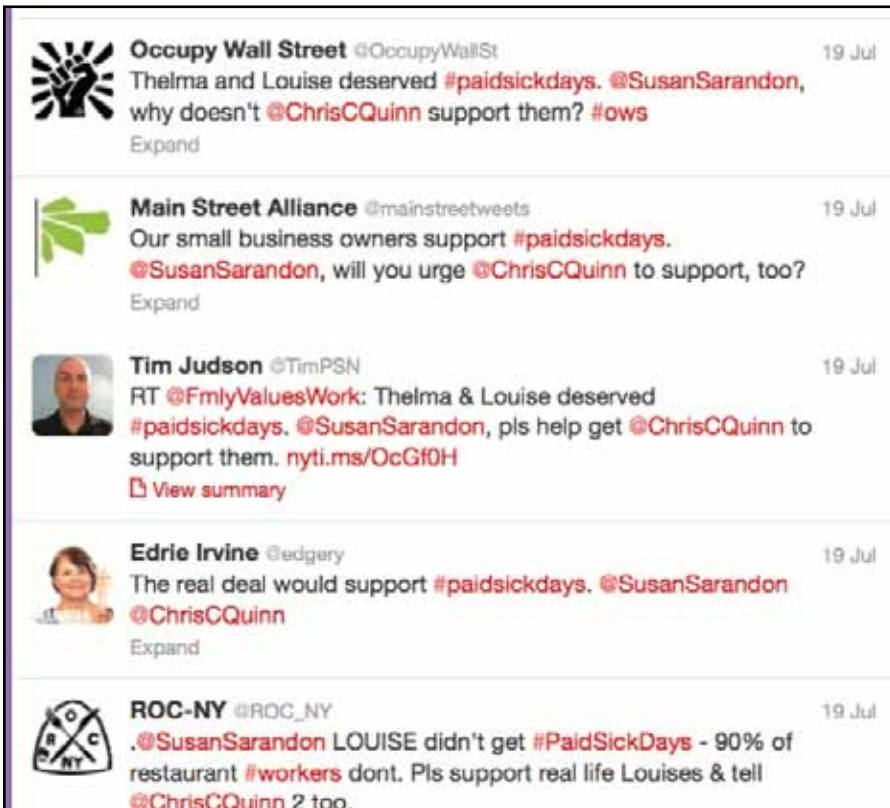 Occupy Wall Street @OccupyWallSt 19 Jul
Thelma and Louise deserved #paidsickdays. @SusanSarandon,
why doesn't @ChrisCQuinn support them? #ows
Expand
Main Street Alliance @mainstreetweets 19 Jul
Our small business owners support #paidsickdays.
@SusanSarandon, will you urge @ChrisCQuinn to support, too?
Expand
Tim Judson @TimPSN 19 Jul
RT @FmlyValuesWork: Thelma & Louise deserved
#paidsickdays. @SusanSarandon, pls help get @ChrisCQuinn to
support them. nyti.ms/OcGf0H
View summary
Edrie Irvine @edgery 19 Jul
The real deal would support #paidsickdays. @SusanSarandon
@ChrisCQuinn
Expand
ROC-NY @ROC_NY 19 Jul
R O C
NY
.@SusanSarandon LOUISE didn't get #PaidSickDays - 90% of
restaurant #workers dont. Pls support real life Louises & tell
@ChrisCQuinn 2 too.